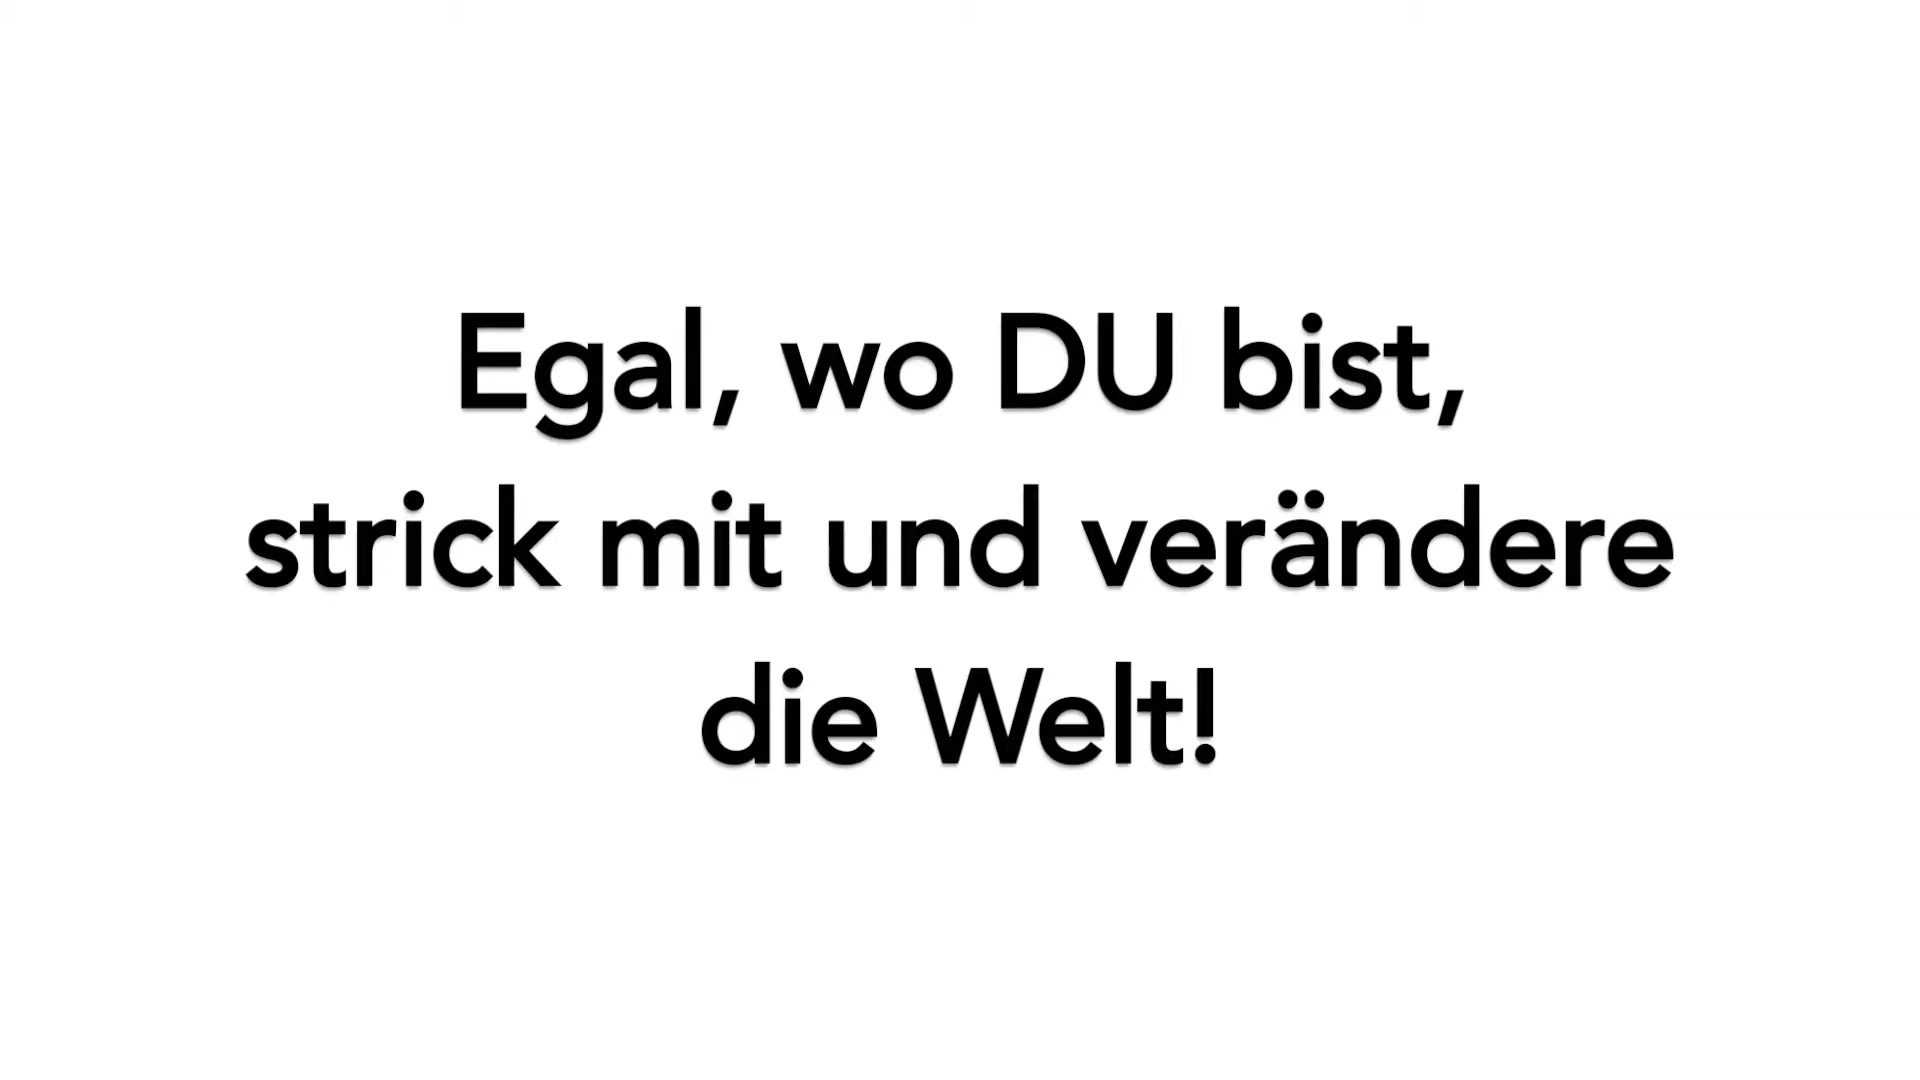 Egal, wo DU bist,
strick mit und verändere
die Welt!